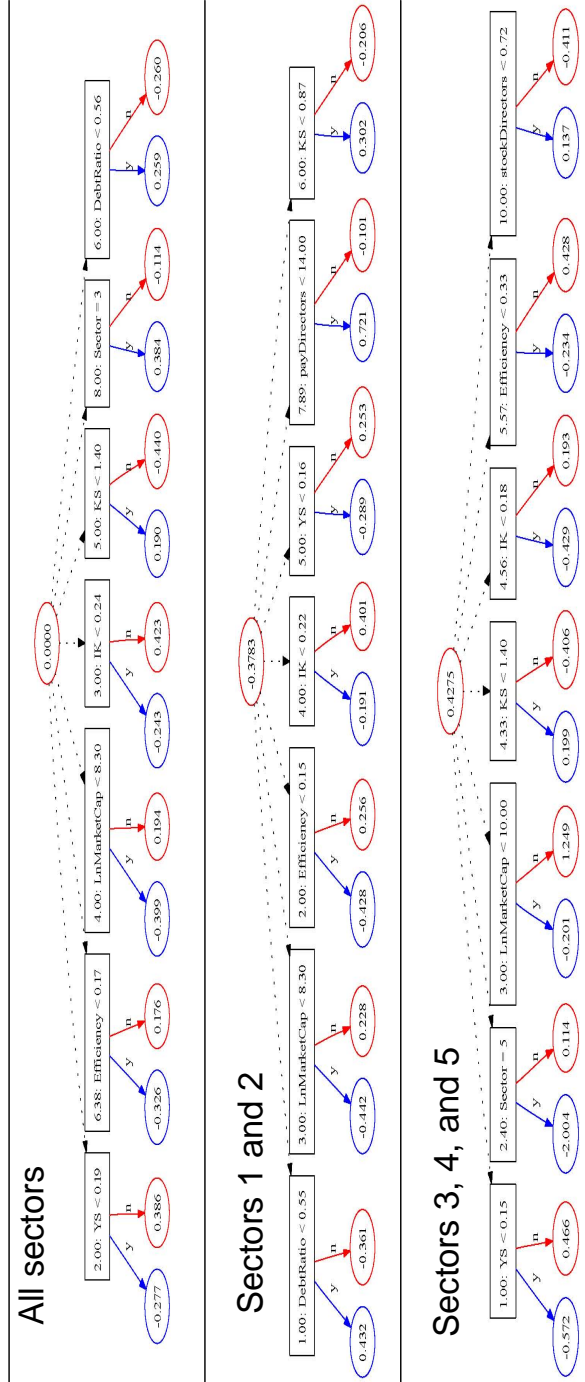 All sectors
0.0000
2.00: YS < 0.19
6.38: Efficiency < 0.17
4.00: LnMarketCap < 8.30
3.00: IK < 0.24
5.00: KS < 1.40
8.00: Sector = 3
6.00: DebtRatio < 0.56
y n y n y n y n y n y n y n
-0.277 0.386 -0.326 0.176 -0.399 0.194 -0.243 0.423 0.190 -0.440 0.384 -0.114 0.259 -0.260
Sectors 1 and 2
-0.3783
1.00: DebtRatio < 0.55
3.00: LnMarketCap < 8.30
2.00: Efficiency < 0.15
4.00: IK < 0.22
5.00: YS < 0.16
7.89: payDirectors < 14.00
6.00: KS < 0.87
y n y n y n y n y n y n y n
0.432 -0.361 -0.442 0.228 -0.428 0.256 -0.191 0.401 -0.289 0.253 0.721 -0.101 0.302 -0.206
Sectors 3, 4, and 5
0.4275
1.00: YS < 0.15
2.40: Sector = 5
3.00: LnMarketCap < 10.00
4.33: KS < 1.40
4.56: IK < 0.18
5.57: Efficiency < 0.33
10.00: stockDirectors < 0.72
y n y n y n y n y n y n y n
-0.572 0.466 -2.004 0.114 -0.201 1.249 0.199 -0.406 -0.429 0.193 -0.234 0.428 0.137 -0.411